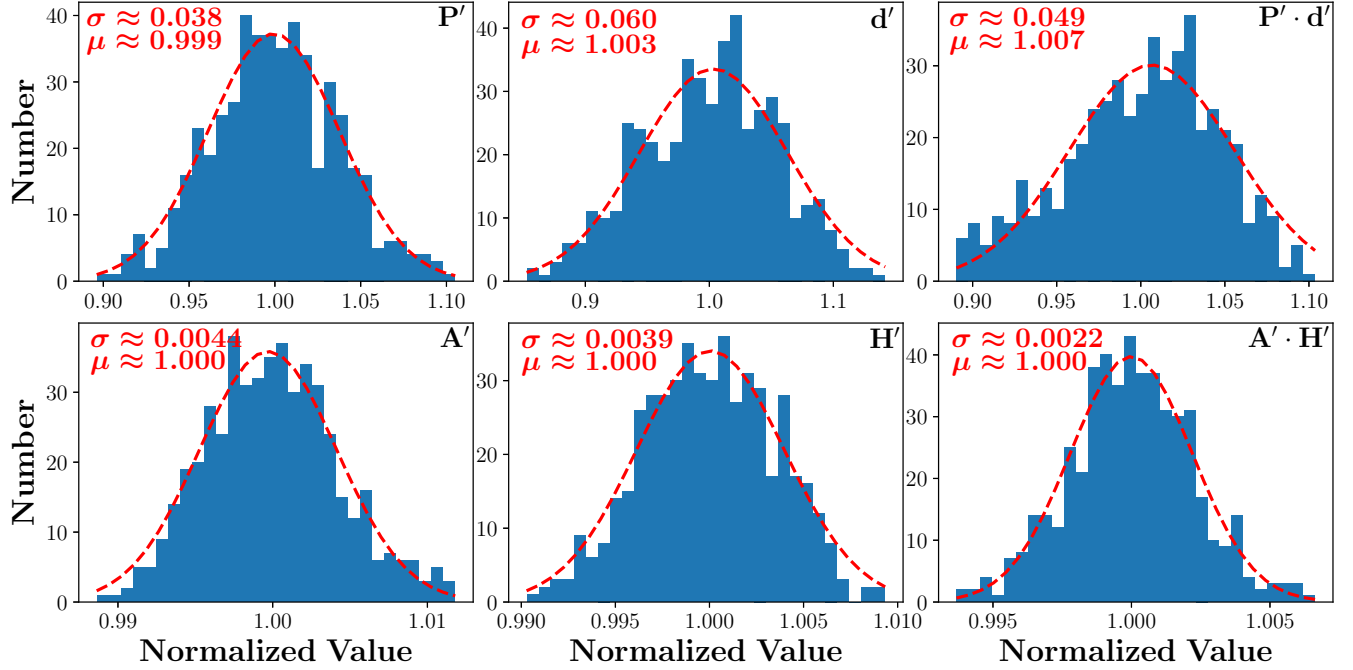 σ ≈ 0.038
μ ≈ 0.999
P′
σ ≈ 0.060
μ ≈ 1.003
d′
σ ≈ 0.049
μ ≈ 1.007
P′ · d′
Number
40
30
20
10
0
0.90 0.95 1.00 1.05 1.10
40
30
20
10
0
0.9 1.0 1.1
30
20
10
0
0.90 0.95 1.00 1.05 1.10
σ ≈ 0.0044
μ ≈ 1.000
A′
σ ≈ 0.0039
μ ≈ 1.000
H′
σ ≈ 0.0022
μ ≈ 1.000
A′ · H′
Number
30
20
10
0
0.99 1.00 1.01
30
20
10
0
0.990 0.995 1.000 1.005 1.010
40
30
20
10
0
0.995 1.000 1.005
Normalized Value
Normalized Value
Normalized Value